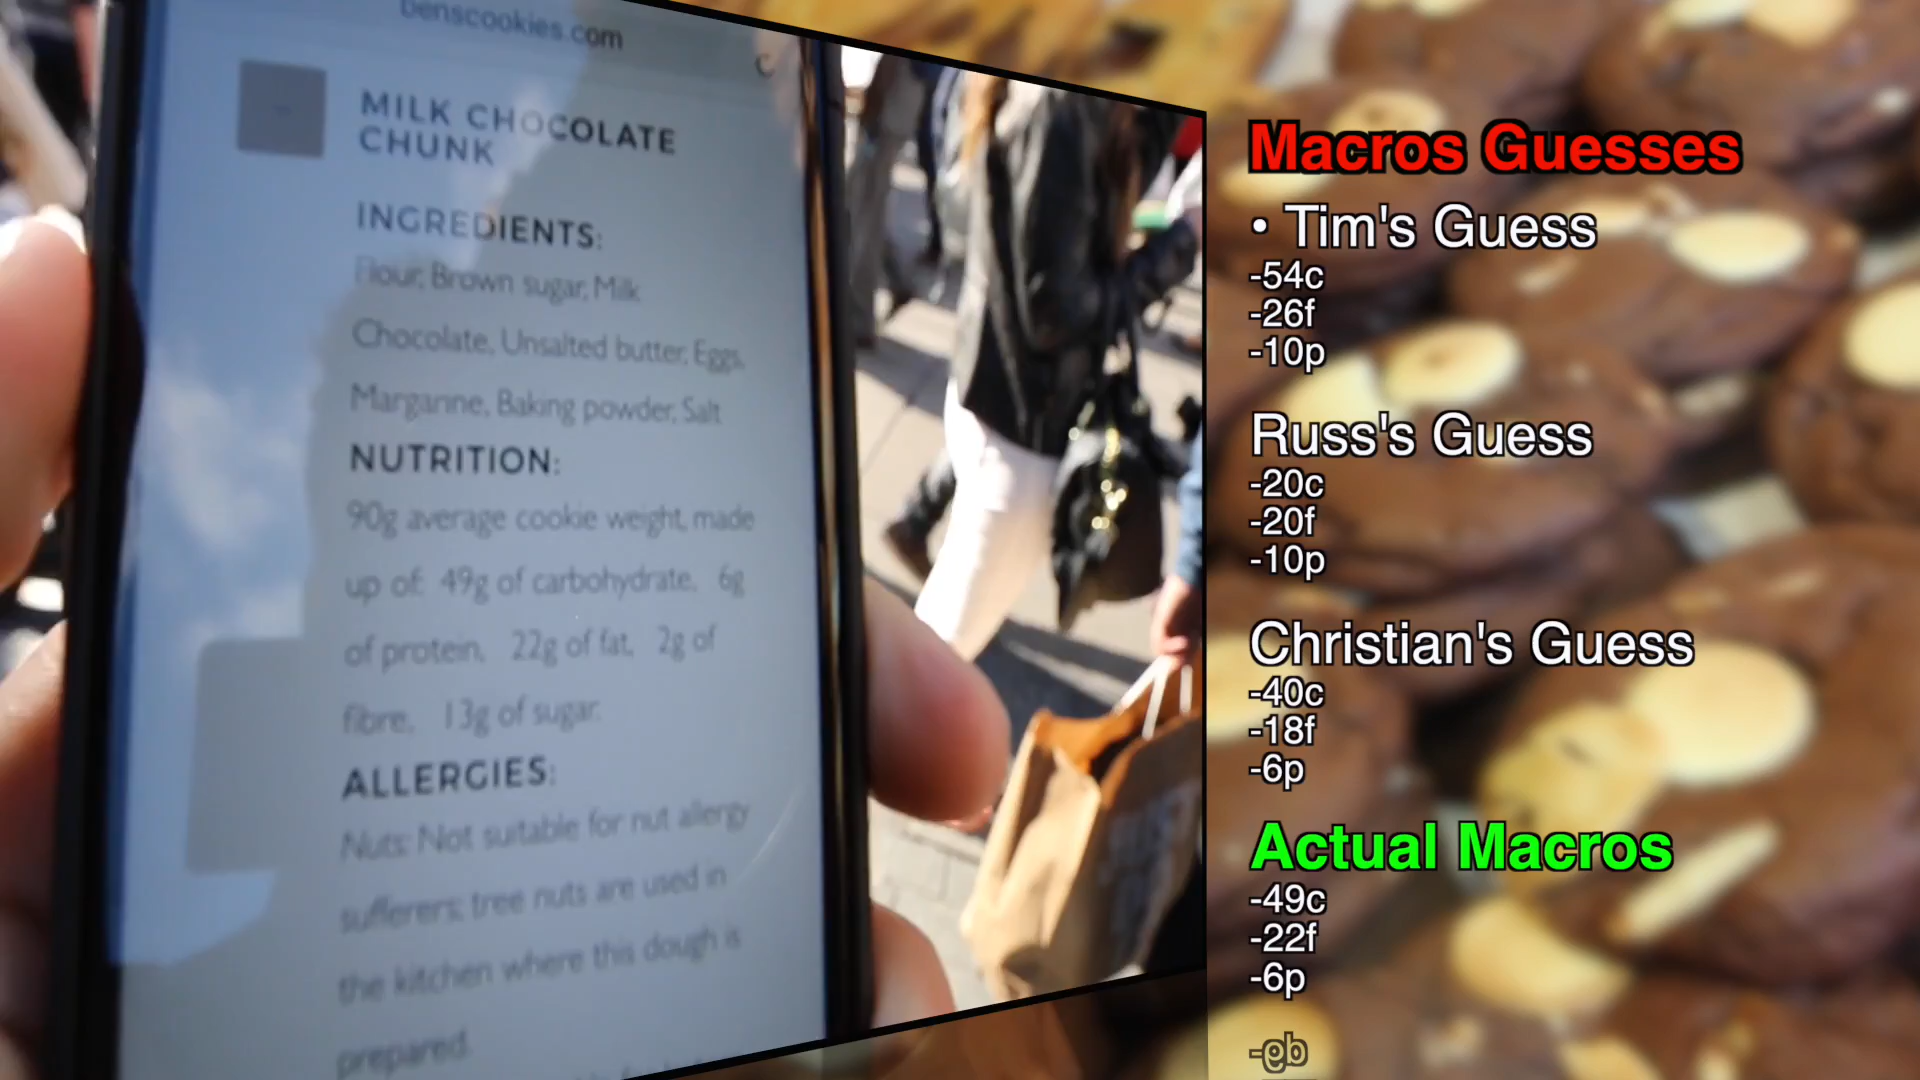 benscookies.com
MILK CHOCOLATE
CHUNK
INGREDIENTS:
Flour, Brown sugar, Milk
Chocolate, Unsalted butter, Eggs,
Margarine, Baking powder, Salt
NUTRITION:
90g average cookie weight, made
up of: 49g of carbohydrate, 6g
of protein, 22g of fat, 2g of
fibre, 13g of sugar.
ALLERGIES:
Nuts: Not suitable for nut allergy
sufferers: tree nuts are used in
the kitchen where this dough is
prepared.
Macros Guesses
• Tim's Guess
-54c
-26f
-10p
Russ's Guess
-20c
-20f
-10p
Christian's Guess
-40c
-18f
-6p
Actual Macros
-49c
-22f
-6p